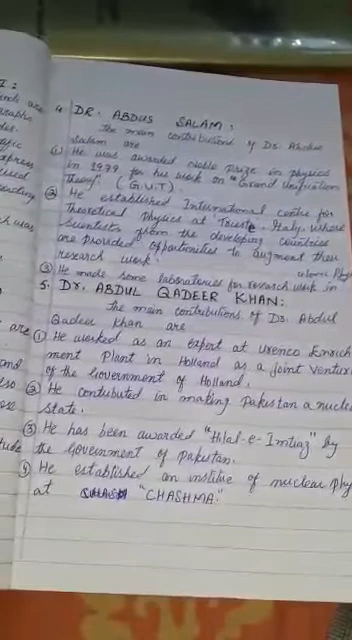 I:
4. DR. ABDUS SALAM:
The main contributions of Dr. Abdus
Salam are
① He was awarded noble prize in physics
in 1979 for his work on "Grand Unification
Theory (G.U.T).
② He established International centre for
Theoretical Physics at Trieste Italy, where
scientists from the developing countries
are provided opportunities to augment their
research work.
③ He made some laboratories for research work in
5. Dr. ABDUL QADEER KHAN:
The main contributions of Dr. Abdul
Qadeer Khan are
① He worked as an expert at Urenco Enrich
ment Plant in Holland as a joint Ventur
of the Government of Holland.
② He contributed in making Pakistan a nuclea
State.
③ He has been awarded "Hilal-e-Imtiaz" by
the Government of Pakistan.
④ He established an institue of nuclear phy
at "CHASHMA"